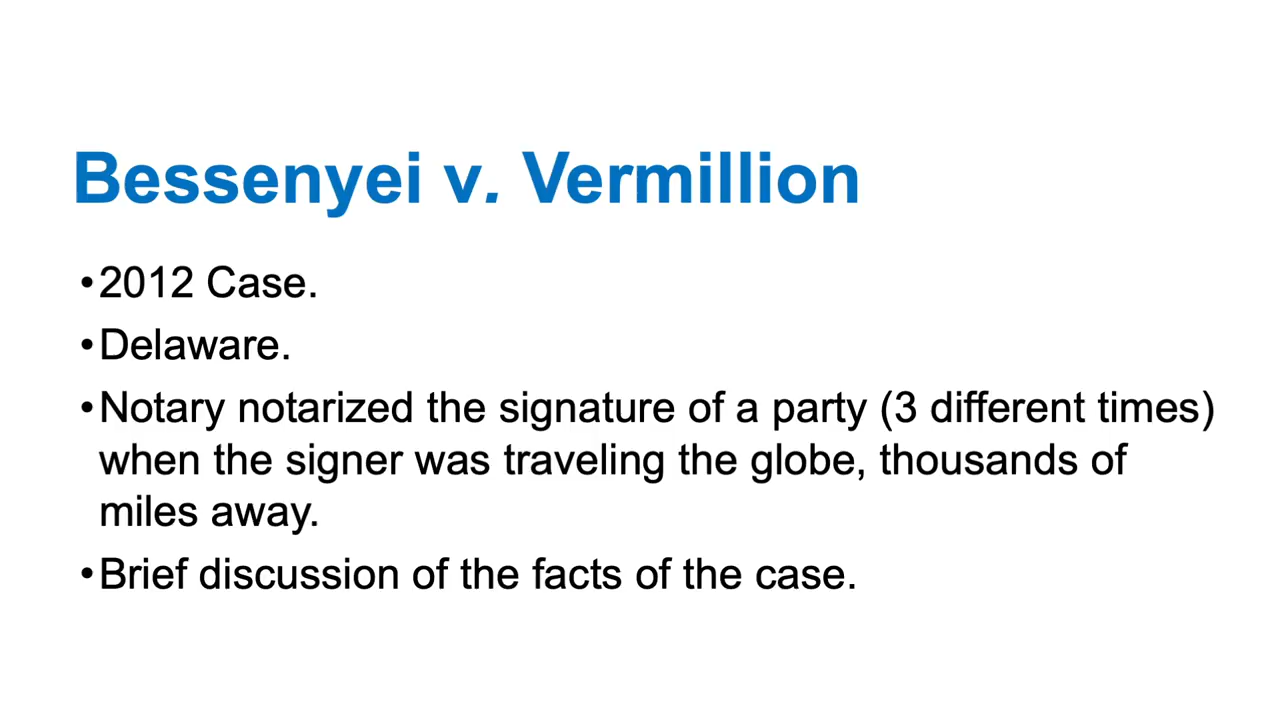 Bessenyei v. Vermillion
•2012 Case.
•Delaware.
•Notary notarized the signature of a party (3 different times)
when the signer was traveling the globe, thousands of
miles away.
•Brief discussion of the facts of the case.